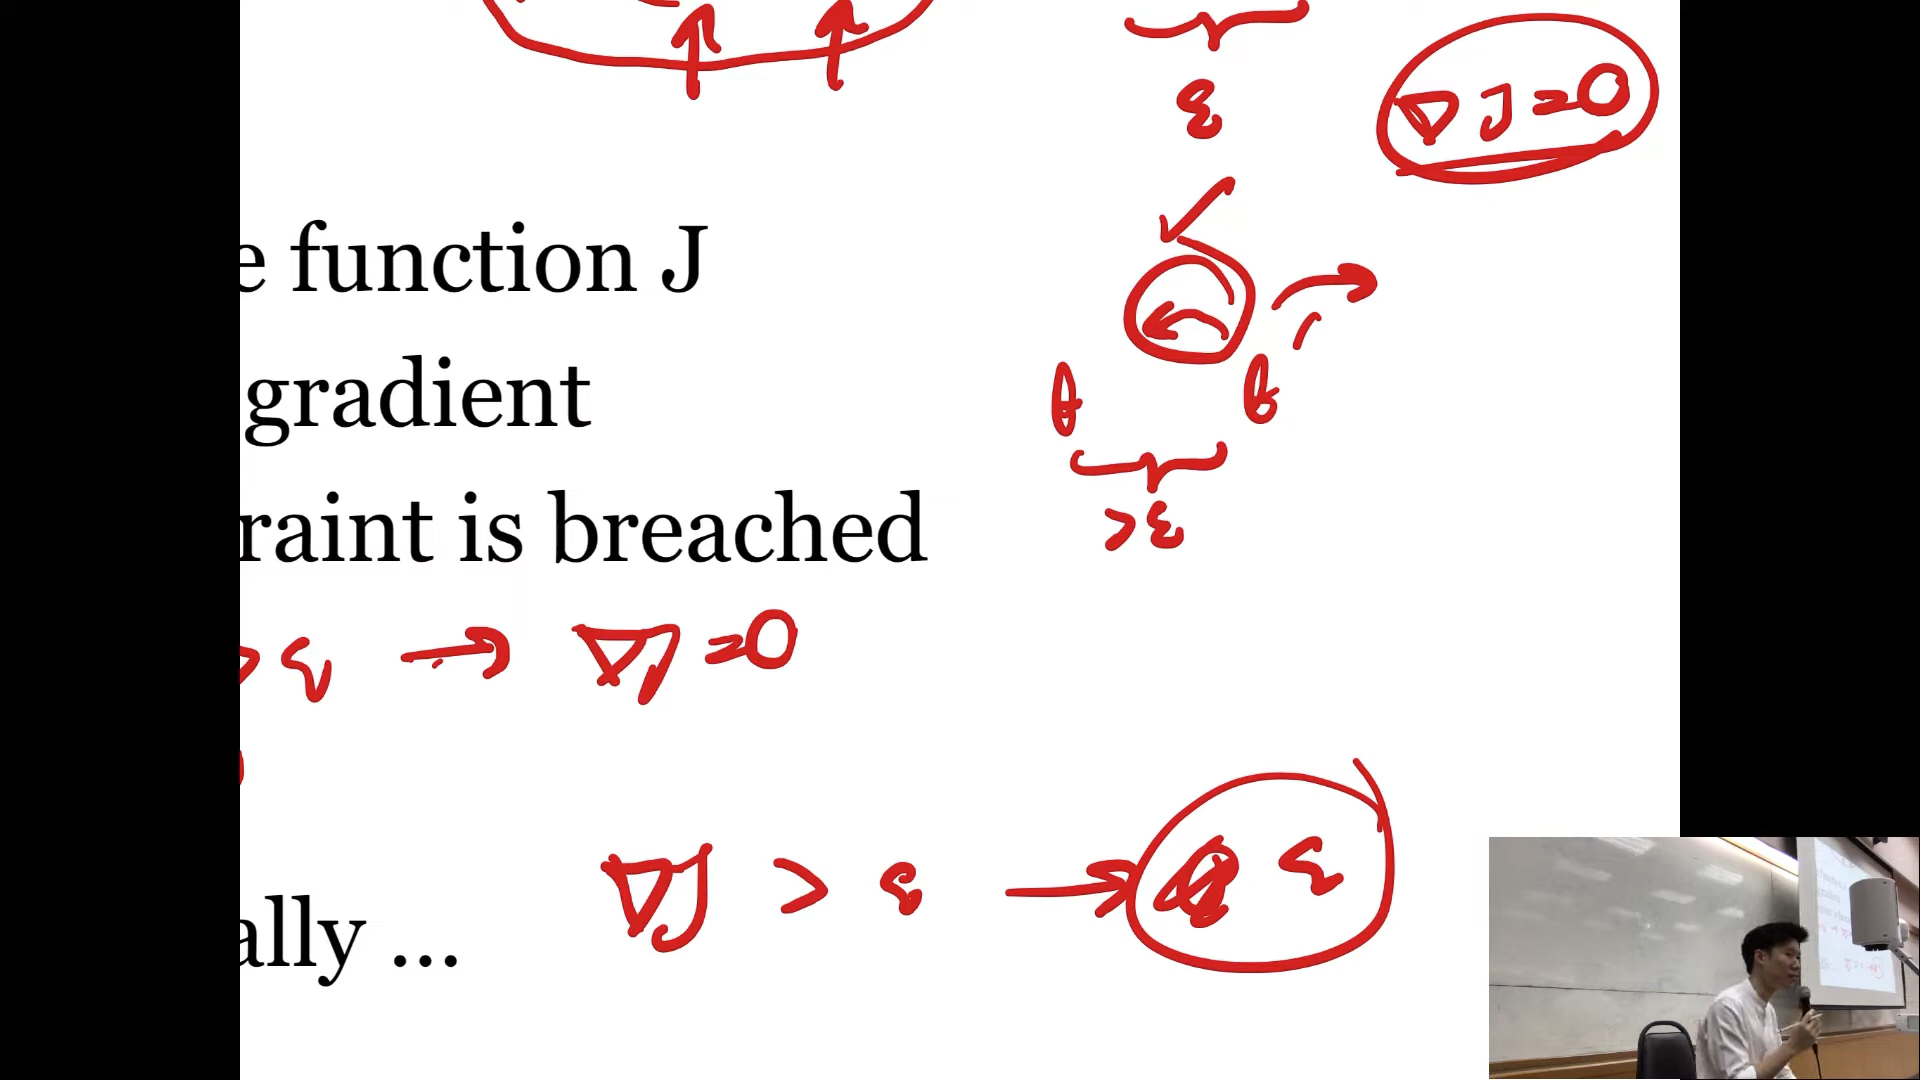 ε
∇J=0
e function J
gradient
θ θ
raint is breached
>ε
> ε → ∇J=0
∇J > ε → ε
ally ...